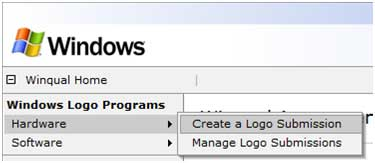 Windows
Winqual Home
Windows Logo Programs
Hardware
Create a Logo Submission
Software
Manage Logo Submissions